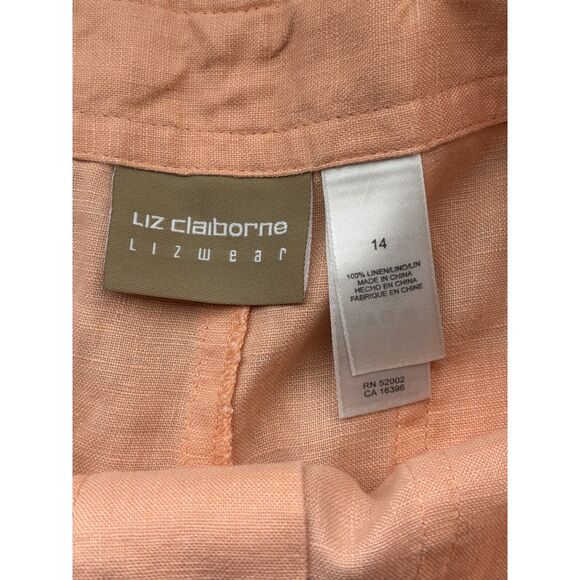 LIZ claiborne
LIZWear
14
100% LINEN/LINO/LIN
MADE IN CHINA
HECHO EN CHINA
FABRIQUE EN CHINE
RN 52002
CA 16396